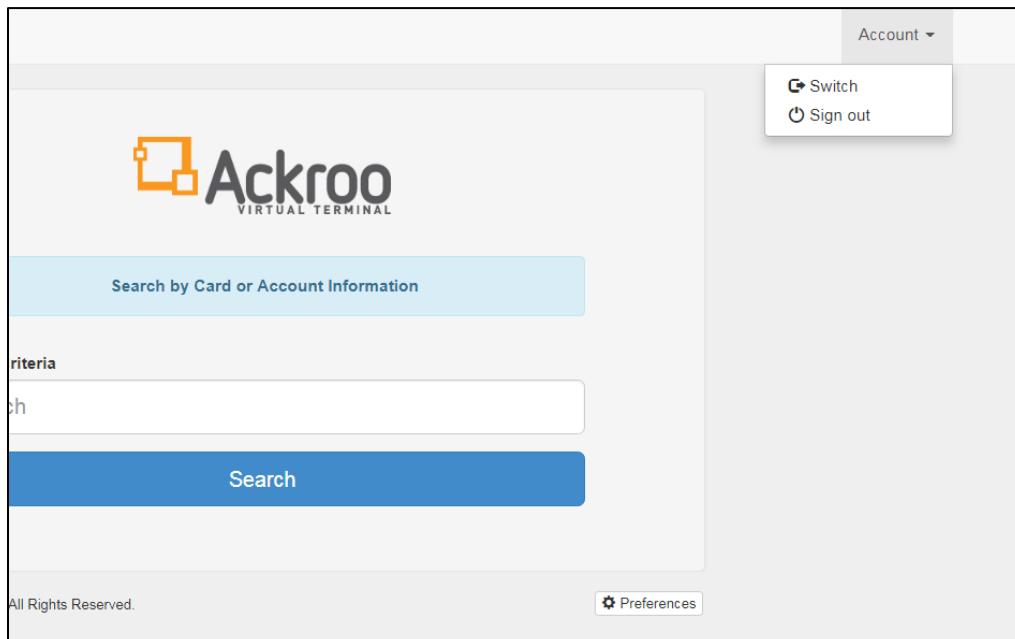 Account
Switch
Sign out
Ackroo
VIRTUAL TERMINAL
Search by Card or Account Information
riteria
ch
Search
All Rights Reserved.
Preferences